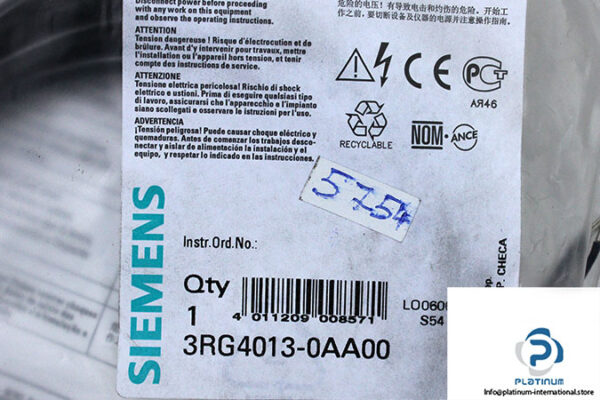 Disconnect power before proceeding
with any work on this equipment
and observe the operating instructions.
ATTENTION
Tension dangereuse ! Risque d'électrocution et de
brûlure. Avant d'y intervenir pour travaux, mettre
l'installation ou l'appareil hors tension, et tenir
compte des instructions de service.
ATTENZIONE
Tensione elettrica pericolosa! Rischio di shock
elettrico e ustioni. Prima di eseguire qualsiasi tipo
di lavoro, assicurarsi che l'apparecchio e l'impianto
siano scollegati e osservare le istruzioni per l'uso!
ADVERTENCIA
¡Tensión peligrosa! Puede causar choque eléctrico y
quemaduras. Antes de comenzar los trabajos desco-
nectar y aislar de alimentación la instalación y el
equipo, y respetar lo indicado en las instrucciones.
危险的电压！有导致电和灼伤的危险。开始工
作之前，要切断设备及仪器的电源并注意操作指南。
CE
PCT
АЯ46
RECYCLABLE
NOM-ANCE
5754
SIEMENS
Instr.Ord.No.:
Qty
1
4 011209 008571
3RG4013-0AA00
LO0600
S54
P. CHECA
PLATINUM
Info@platinum-international.store